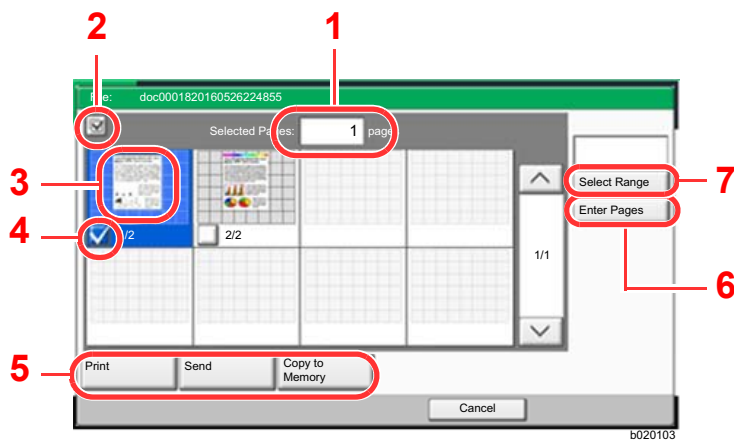 2
1
File: doc0001820160526224855
Selected Pages: 1 page
3
Select Range
7
Enter Pages
4
/2
2/2
1/1
6
5
Print
Send
Copy to
Memory
Cancel
b020103